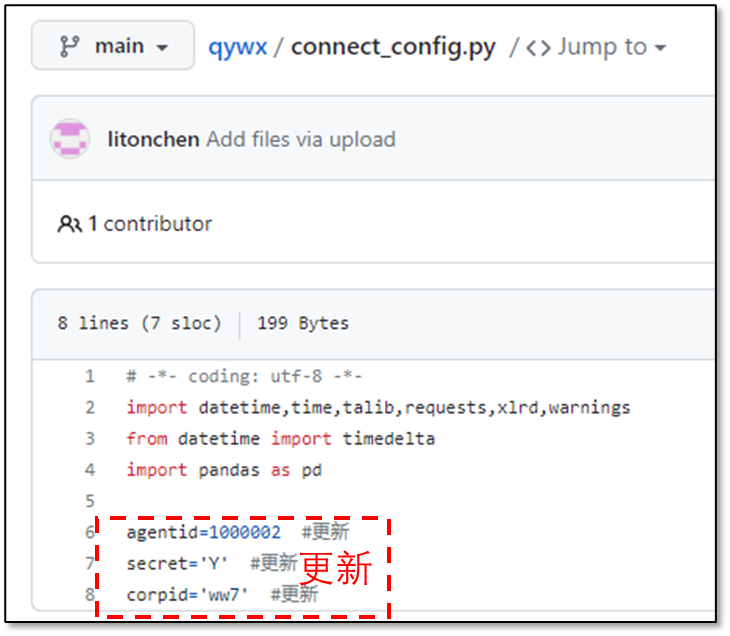 main
qywx / connect_config.py / <> Jump to
litonchen Add files via upload
1 contributor
8 lines (7 sloc) 199 Bytes
1 # -*- coding: utf-8 -*-
2 import datetime,time,talib,requests,xlrd,warnings
3 from datetime import timedelta
4 import pandas as pd
5
6 agentid=1000002 #更新
7 secret='Y' #更新
8 corpid='ww7' #更新
更新